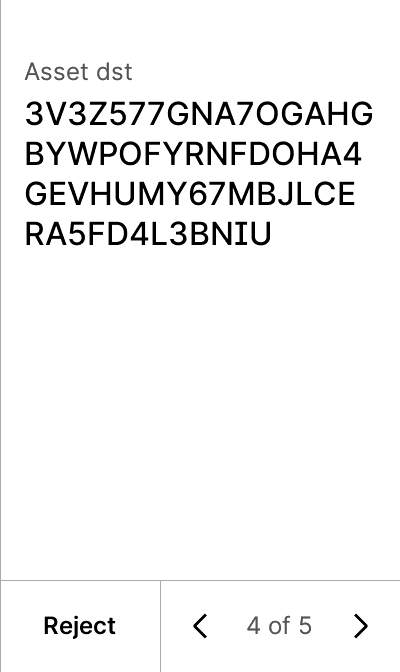 Asset dst
3V3Z577GNA7OGAHG
BYWPOFYRNFDOHA4
GEVHUMY67MBJLCE
RA5FD4L3BNIU
Reject
4 of 5